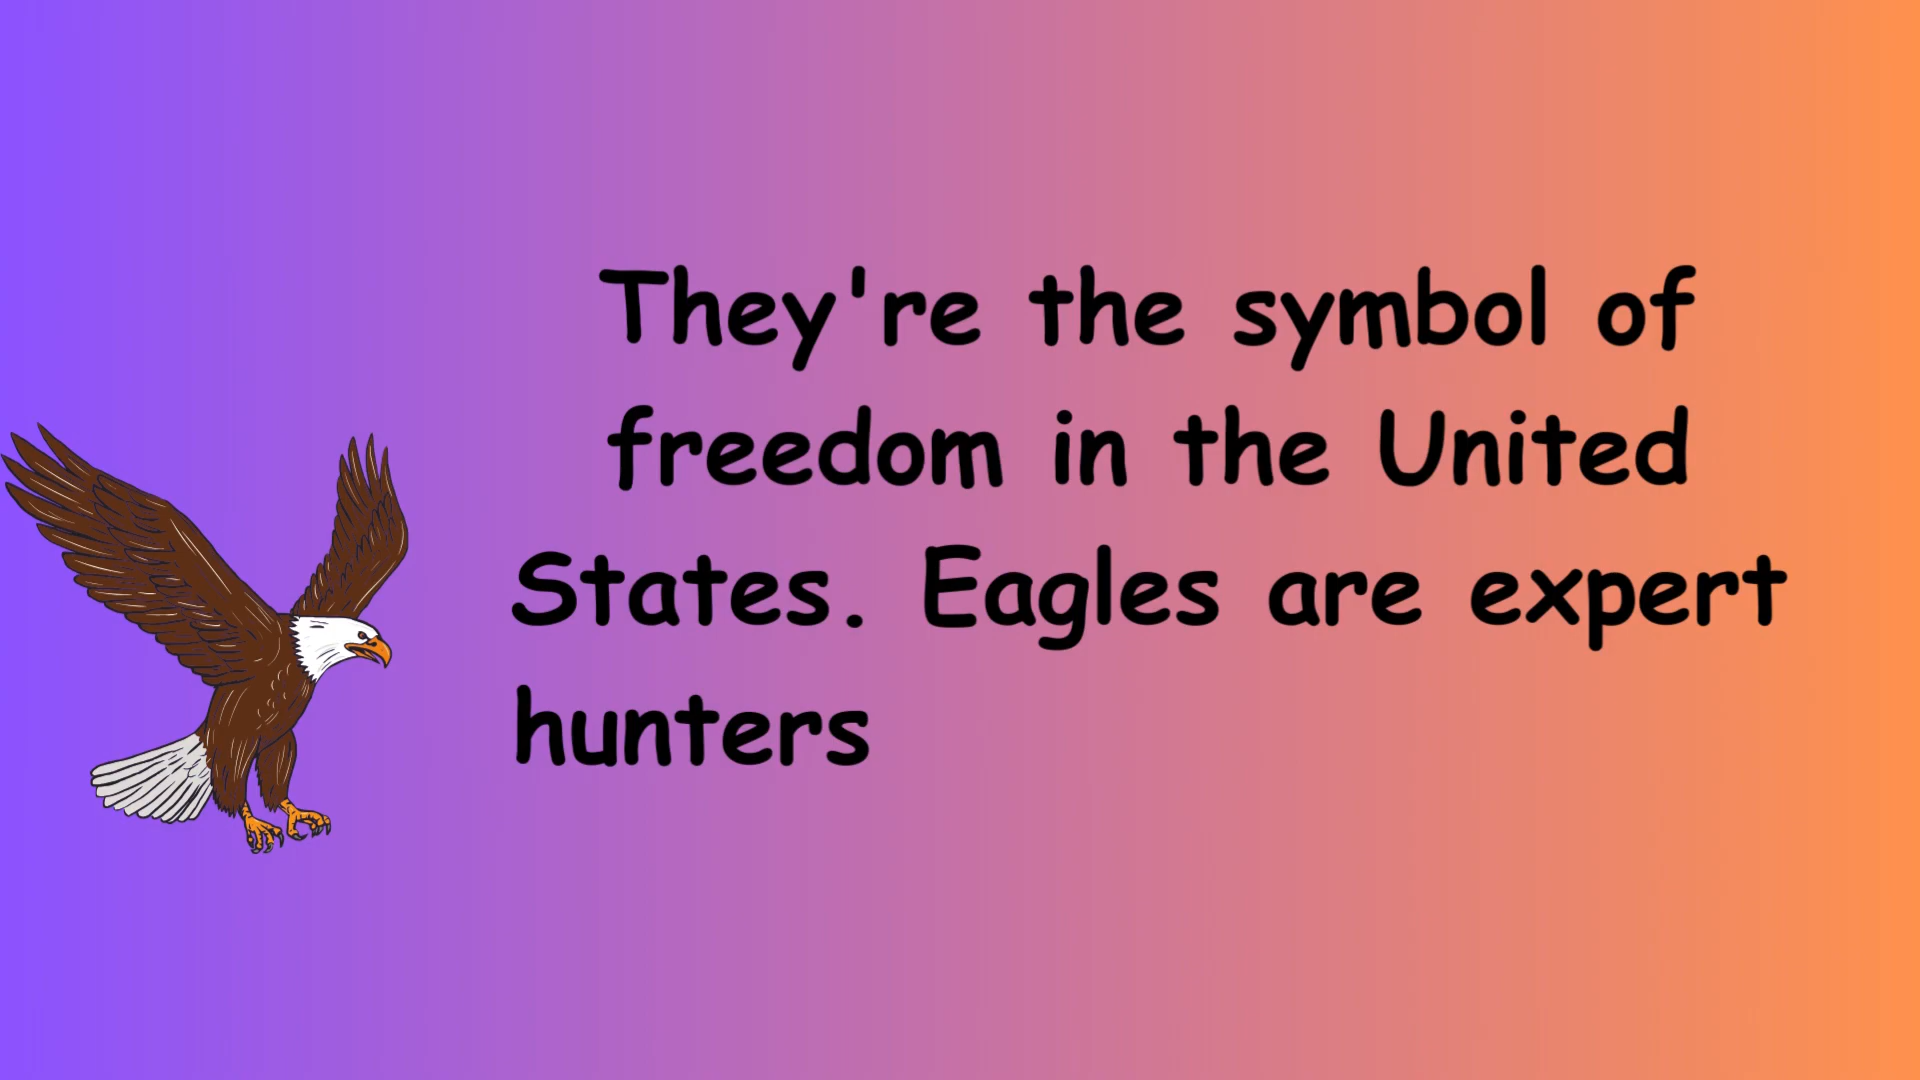 They're the symbol of
freedom in the United
States. Eagles are expert
hunters